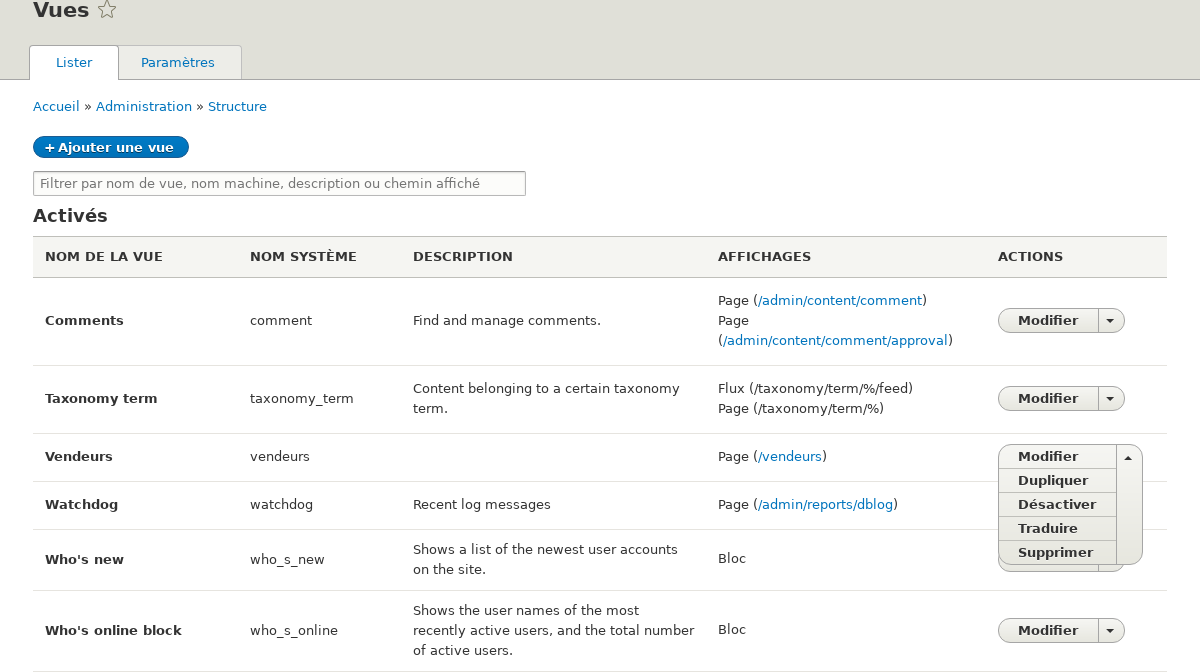 Vues
Lister Paramètres
Accueil » Administration » Structure
+ Ajouter une vue
Filtrer par nom de vue, nom machine, description ou chemin affiché
Activés
NOM DE LA VUE NOM SYSTÈME DESCRIPTION AFFICHAGES ACTIONS
Comments comment Find and manage comments. Page (/admin/content/comment)
Page
(/admin/content/comment/approval)
Modifier
Taxonomy term taxonomy_term Content belonging to a certain taxonomy
term.
Flux (/taxonomy/term/%/feed)
Page (/taxonomy/term/%)
Modifier
Vendeurs vendeurs Page (/vendeurs)
Modifier
Dupliquer
Désactiver
Traduire
Supprimer
Watchdog watchdog Recent log messages Page (/admin/reports/dblog)
Who's new who_s_new Shows a list of the newest user accounts
on the site.
Bloc
Who's online block who_s_online Shows the user names of the most
recently active users, and the total number
of active users.
Bloc
Modifier